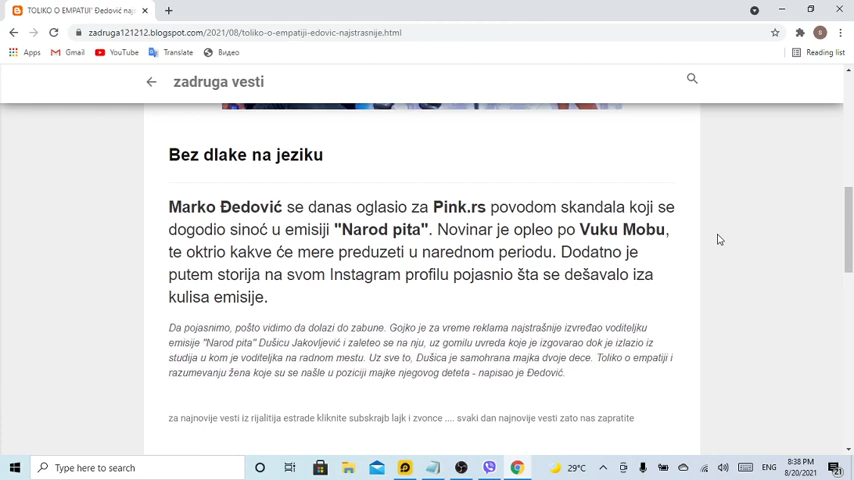 TOLIKO O EMPATIJI' Đedović najs
zadruga121212.blogspot.com/2021/08/toliko-o-empatiji-edovic-najstrasnije.html
Apps Gmail YouTube Translate Видео Reading list
zadruga vesti
Bez dlake na jeziku
Marko Đedović se danas oglasio za Pink.rs povodom skandala koji se
dogodio sinoć u emisiji "Narod pita". Novinar je opleo po Vuku Mobu,
te oktrio kakve će mere preduzeti u narednom periodu. Dodatno je
putem storija na svom Instagram profilu pojasnio šta se dešavalo iza
kulisa emisije.
Da pojasnimo, pošto vidimo da dolazi do zabune. Gojko je za vreme reklama najstrašnije izvređao voditeljku
emisije "Narod pita" Dušicu Jakovljević i zaleteo se na nju, uz gomilu uvreda koje je izgovarao dok je izlazio iz
studija u kom je voditeljka na radnom mestu. Uz sve to, Dušica je samohrana majka dvoje dece. Toliko o empatiji i
razumevanju žena koje su se našle u poziciji majke njegovog deteta - napisao je Đedović.
za najnovije vesti iz rijalitija estrade kliknite subskrajb lajk i zvonce .... svaki dan najnovije vesti zato nas zapratite
Type here to search
29°C
ENG
8:38 PM
8/20/2021
21
B